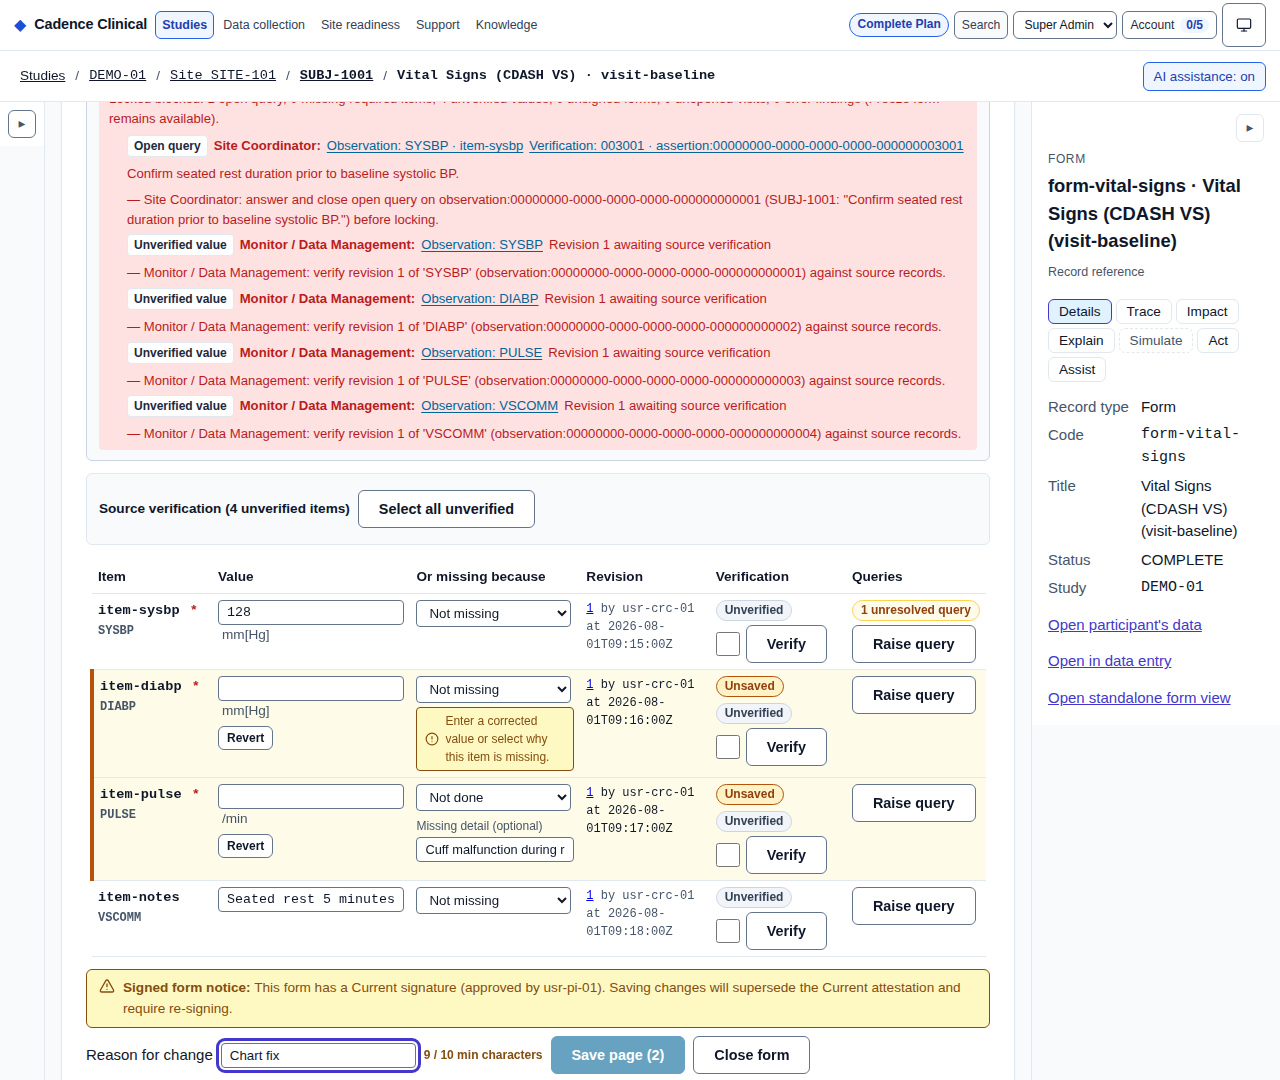 Cadence Clinical Studies Data collection Site readiness Support Knowledge Complete Plan Search Super Admin Account 0/5
Studies / DEMO-01 / Site SITE-101 / SUBJ-1001 / Vital Signs (CDASH VS) · visit-baseline AI assistance: on
remains available).
Open query Site Coordinator: Observation: SYSBP · item-sysbp Verification: 003001 · assertion:00000000-0000-0000-0000-000000003001
Confirm seated rest duration prior to baseline systolic BP.
— Site Coordinator: answer and close open query on observation:00000000-0000-0000-0000-000000000001 (SUBJ-1001: "Confirm seated rest
duration prior to baseline systolic BP.") before locking.
Unverified value Monitor / Data Management: Observation: SYSBP Revision 1 awaiting source verification
— Monitor / Data Management: verify revision 1 of 'SYSBP' (observation:00000000-0000-0000-0000-000000000001) against source records.
Unverified value Monitor / Data Management: Observation: DIABP Revision 1 awaiting source verification
— Monitor / Data Management: verify revision 1 of 'DIABP' (observation:00000000-0000-0000-0000-000000000002) against source records.
Unverified value Monitor / Data Management: Observation: PULSE Revision 1 awaiting source verification
— Monitor / Data Management: verify revision 1 of 'PULSE' (observation:00000000-0000-0000-0000-000000000003) against source records.
Unverified value Monitor / Data Management: Observation: VSCOMM Revision 1 awaiting source verification
— Monitor / Data Management: verify revision 1 of 'VSCOMM' (observation:00000000-0000-0000-0000-000000000004) against source records.
Source verification (4 unverified items) Select all unverified
Item Value Or missing because Revision Verification Queries
item-sysbp * 128 Not missing 1 by usr-crc-01 Unverified 1 unresolved query
SYSBP mm[Hg] at 2026-08- Verify Raise query
01T09:15:00Z
item-diabp * Not missing 1 by usr-crc-01 Unsaved Raise query
DIABP mm[Hg] Enter a corrected at 2026-08- Unverified
Revert value or select why 01T09:16:00Z Verify
this item is missing.
item-pulse * Not done 1 by usr-crc-01 Unsaved Raise query
PULSE /min Missing detail (optional) at 2026-08- Unverified
Revert Cuff malfunction during r 01T09:17:00Z Verify
item-notes Seated rest 5 minutes Not missing 1 by usr-crc-01 Unverified Raise query
VSCOMM at 2026-08- Verify
01T09:18:00Z
Signed form notice: This form has a Current signature (approved by usr-pi-01). Saving changes will supersede the Current attestation and
require re-signing.
Reason for change Chart fix 9 / 10 min characters Save page (2) Close form
FORM
form-vital-signs · Vital
Signs (CDASH VS)
(visit-baseline)
Record reference
Details Trace Impact
Explain Simulate Act
Assist
Record type Form
Code form-vital-
signs
Title Vital Signs
(CDASH VS)
(visit-baseline)
Status COMPLETE
Study DEMO-01
Open participant's data
Open in data entry
Open standalone form view